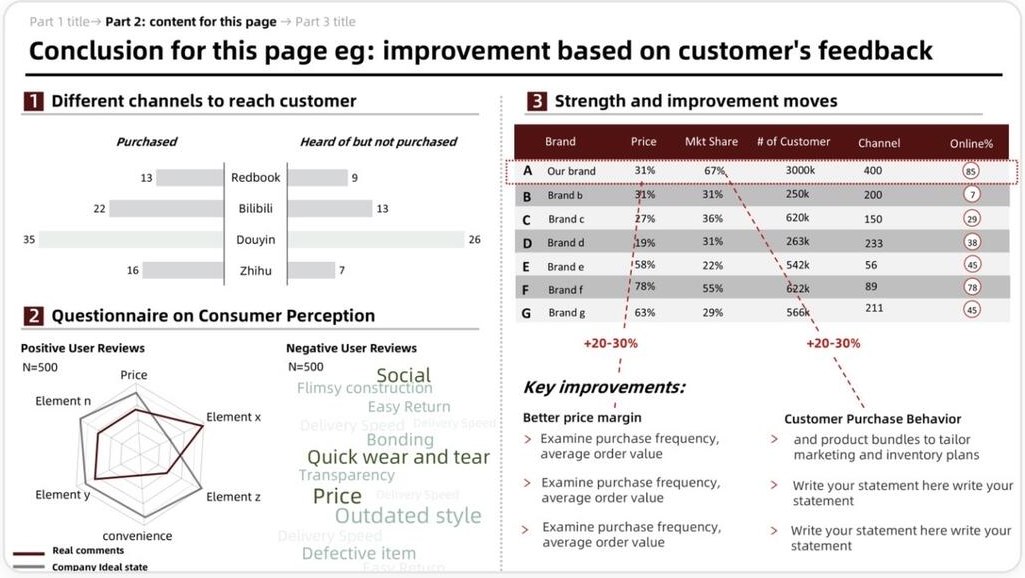 Part 1 title→ Part 2: content for this page → Part 3 title
Conclusion for this page eg: improvement based on customer's feedback
1 Different channels to reach customer
Purchased Heard of but not purchased
13 Redbook 9
22 Bilibili 13
35 Douyin 26
16 Zhihu 7
2 Questionnaire on Consumer Perception
Positive User Reviews
N=500
Price
Element n
Element x
Element y
Element z
convenience
Real comments
Company Ideal state
Negative User Reviews
N=500
Social
Flimsy construction
Easy Return
Delivery Speed Delivery Speed
Bonding
Quick wear and tear
Transparency
Price Delivery Speed
Outdated style
Delivery Speed
Defective item
Easy Return
3 Strength and improvement moves
Brand Price Mkt Share # of Customer Channel Online%
A Our brand 31% 67% 3000k 400 85
B Brand b 31% 31% 250k 200 7
C Brand c 27% 36% 620k 150 29
D Brand d 19% 31% 263k 233 38
E Brand e 58% 22% 542k 56 45
F Brand f 78% 55% 622k 89 78
G Brand g 63% 29% 566k 211 45
+20-30% +20-30%
Key improvements:
Better price margin
> Examine purchase frequency,
average order value
> Examine purchase frequency,
average order value
> Examine purchase frequency,
average order value
Customer Purchase Behavior
> and product bundles to tailor
marketing and inventory plans
> Write your statement here write your
statement
> Write your statement here write your
statement